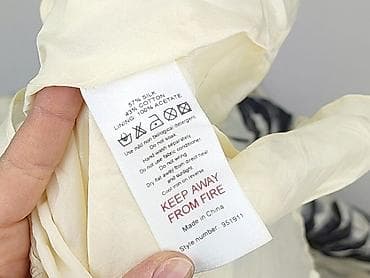 57% SILK
43% COTTON
LINING: 100% ACETATE
Use mild non biological detergent.
Do not soak.
Hand wash separately.
Do not use fabric conditioner.
Do not wring.
Dry flat away from direct heat
and sunlight.
Cool iron on reverse
KEEP AWAY
FROM FIRE
Made in China
Style number: 951911